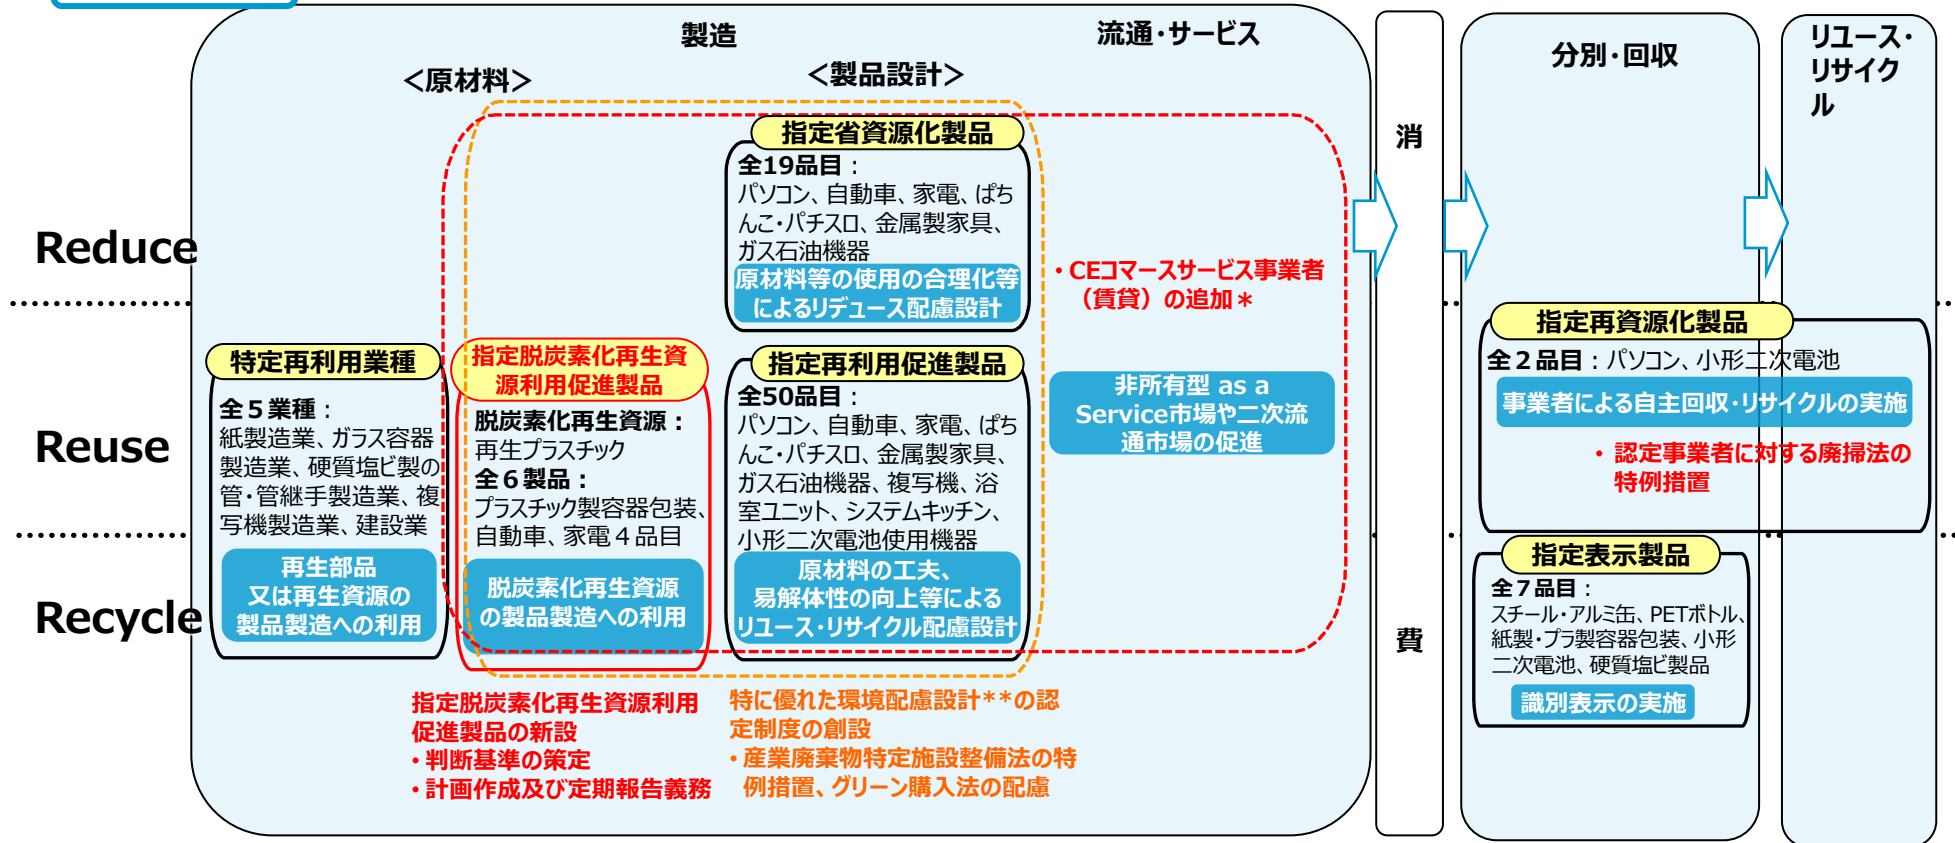 製造
流通・サービス
分別・回収
リユース・
リサイク
ル
＜原材料＞
＜製品設計＞
消
費
Reduce
Reuse
Recycle
指定省資源化製品
全19品目：
パソコン、自動車、家電、ぱち
んこ・パチスロ、金属製家具、
ガス石油機器
原材料等の使用の合理化等
によるリデュース配慮設計
・CEコマースサービス事業者
（賃貸）の追加＊
特定再利用業種
全５業種：
紙製造業、ガラス容器
製造業、硬質塩ビ製の
管・管継手製造業、複
写機製造業、建設業
再生部品
又は再生資源の
製品製造への利用
指定脱炭素化再生資
源利用促進製品
脱炭素化再生資源：
再生プラスチック
全６製品：
プラスチック製容器包装、
自動車、家電４品目
脱炭素化再生資源
の製品製造への利用
指定再利用促進製品
全50品目：
パソコン、自動車、家電、ぱち
んこ・パチスロ、金属製家具、
ガス石油機器、複写機、浴
室ユニット、システムキッチン、
小形二次電池使用機器
原材料の工夫、
易解体性の向上等による
リユース・リサイクル配慮設計
非所有型 as a
Service市場や二次流
通市場の促進
指定再資源化製品
全２品目：パソコン、小形二次電池
事業者による自主回収・リサイクルの実施
・認定事業者に対する廃掃法の
特例措置
指定表示製品
全７品目：
スチール・アルミ缶、PETボトル、
紙製・プラ製容器包装、小形
二次電池、硬質塩ビ製品
識別表示の実施
指定脱炭素化再生資源利用
促進製品の新設
・判断基準の策定
・計画作成及び定期報告義務
特に優れた環境配慮設計**の認
定制度の創設
・産業廃棄物特定施設整備法の特
例措置、グリーン購入法の配慮